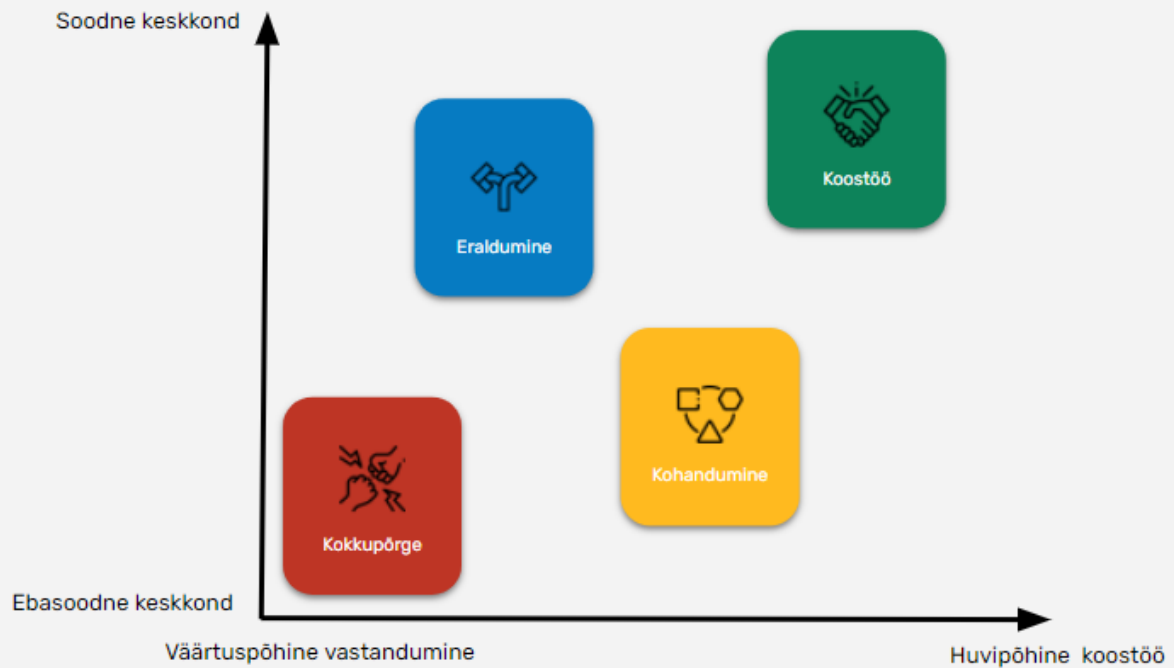 Soodne keskkond
Koostöö
Eraldumine
Kohandumine
Kokkupõrge
Ebasoodne keskkond
Väärtuspõhine vastandumine
Huvipõhine koostöö